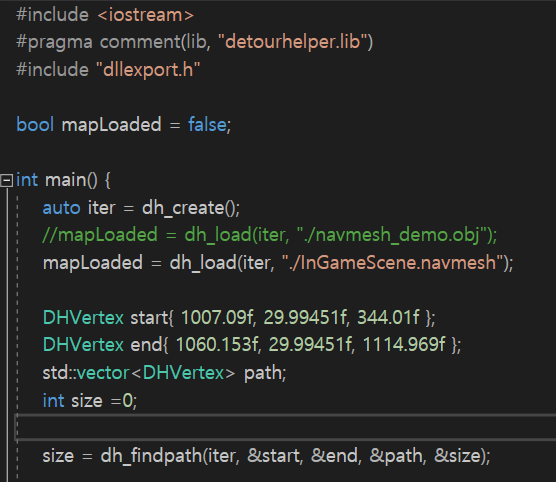 #include <iostream>
#pragma comment(lib, "detourhelper.lib")
#include "dllexport.h"
bool mapLoaded = false;
int main() {
auto iter = dh_create();
//mapLoaded = dh_load(iter, "./navmesh_demo.obj");
mapLoaded = dh_load(iter, "./InGameScene.navmesh");
DHVertex start{ 1007.09f, 29.99451f, 344.01f };
DHVertex end{ 1060.153f, 29.99451f, 1114.969f };
std::vector<DHVertex> path;
int size =0;
size = dh_findpath(iter, &start, &end, &path, &size);